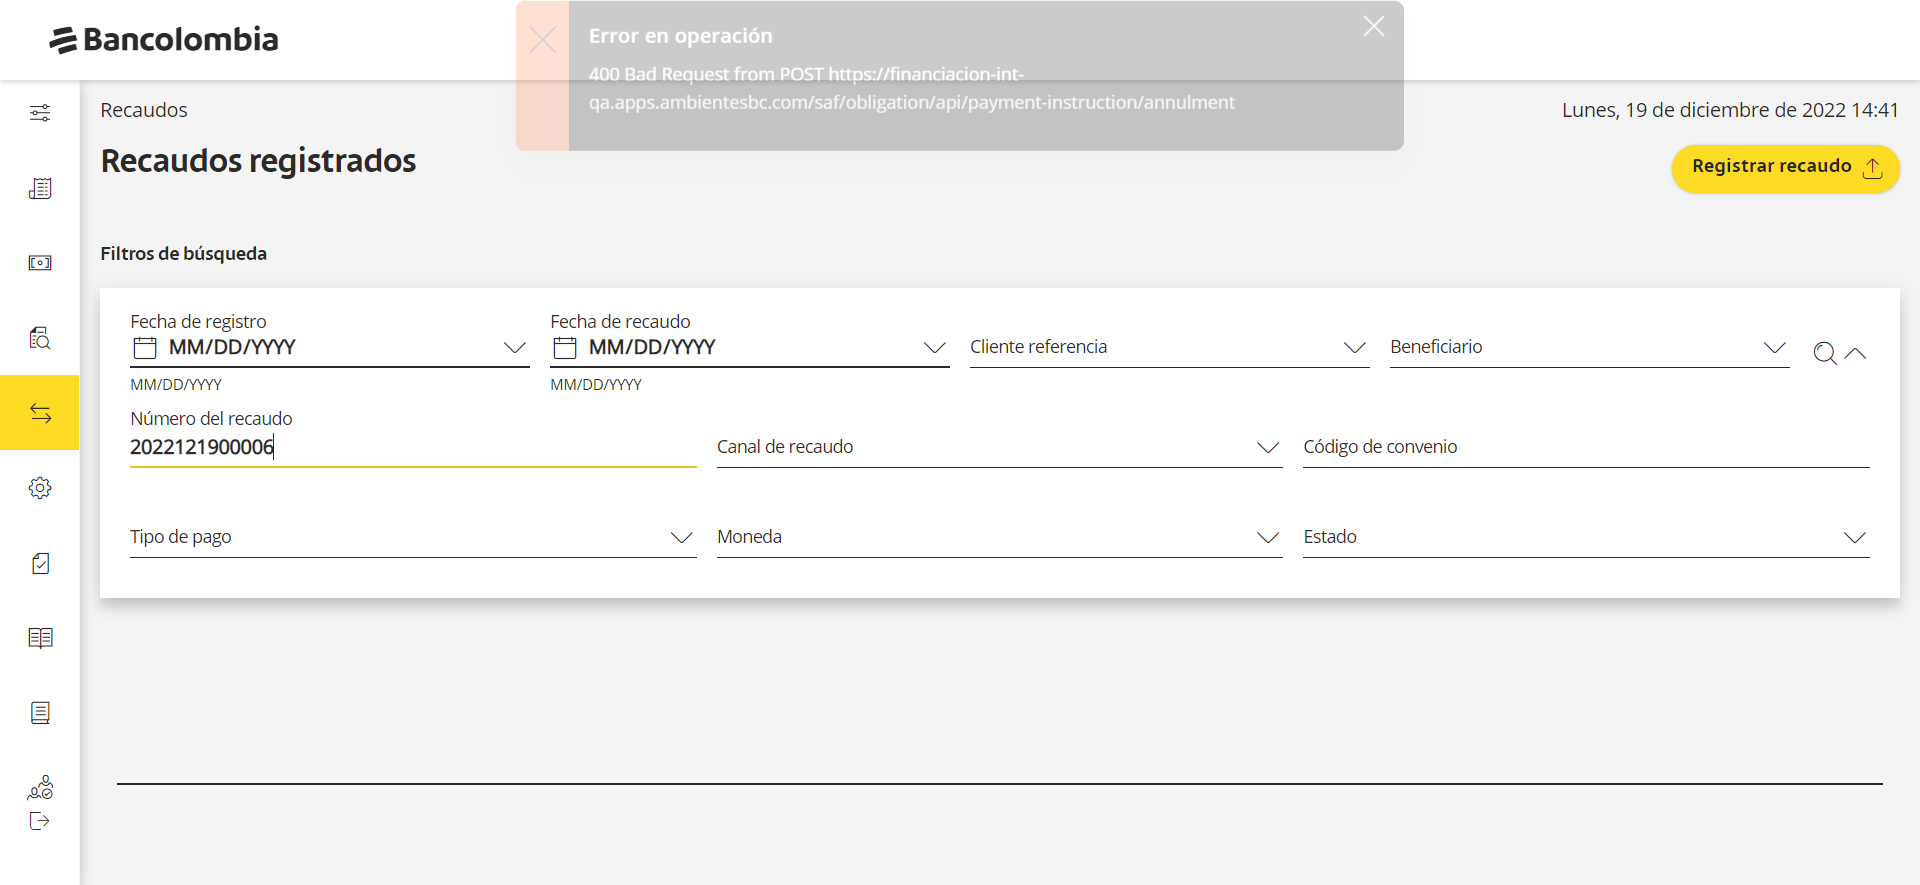 Bancolombia
Error en operación
400 Bad Request from POST https://financiacion-int-
qa.apps.ambientesbc.com/saf/obligation/api/payment-instruction/annulment
Recaudos
Lunes, 19 de diciembre de 2022 14:41
Recaudos registrados
Registrar recaudo
Filtros de búsqueda
Fecha de registro
MM/DD/YYYY
MM/DD/YYYY
Fecha de recaudo
MM/DD/YYYY
MM/DD/YYYY
Cliente referencia
Beneficiario
Número del recaudo
2022121900006
Canal de recaudo
Código de convenio
Tipo de pago
Moneda
Estado